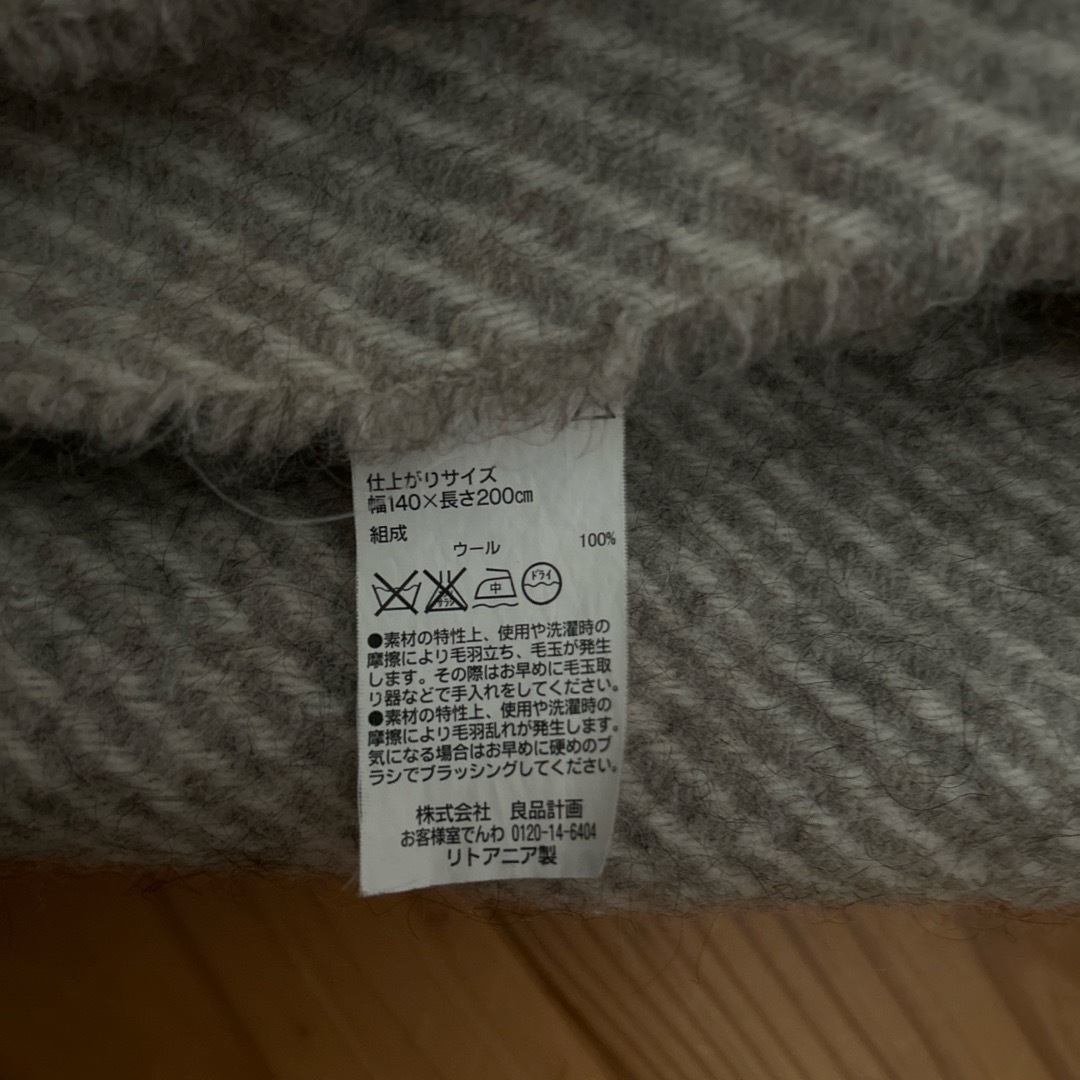 仕上がりサイズ
幅140×長さ200㎝
組成
ウール 100%
中 ドライ
●素材の特性上、使用や洗濯時の
摩擦により毛羽立ち、毛玉が発生
します。その際はお早めに毛玉取
り器などで手入れをしてください。
●素材の特性上、使用や洗濯時の
摩擦により毛羽乱れが発生します。
気になる場合はお早めに硬めのブ
ラシでブラッシングしてください。
株式会社 良品計画
お客様室でんわ 0120-14-6404
リトアニア製